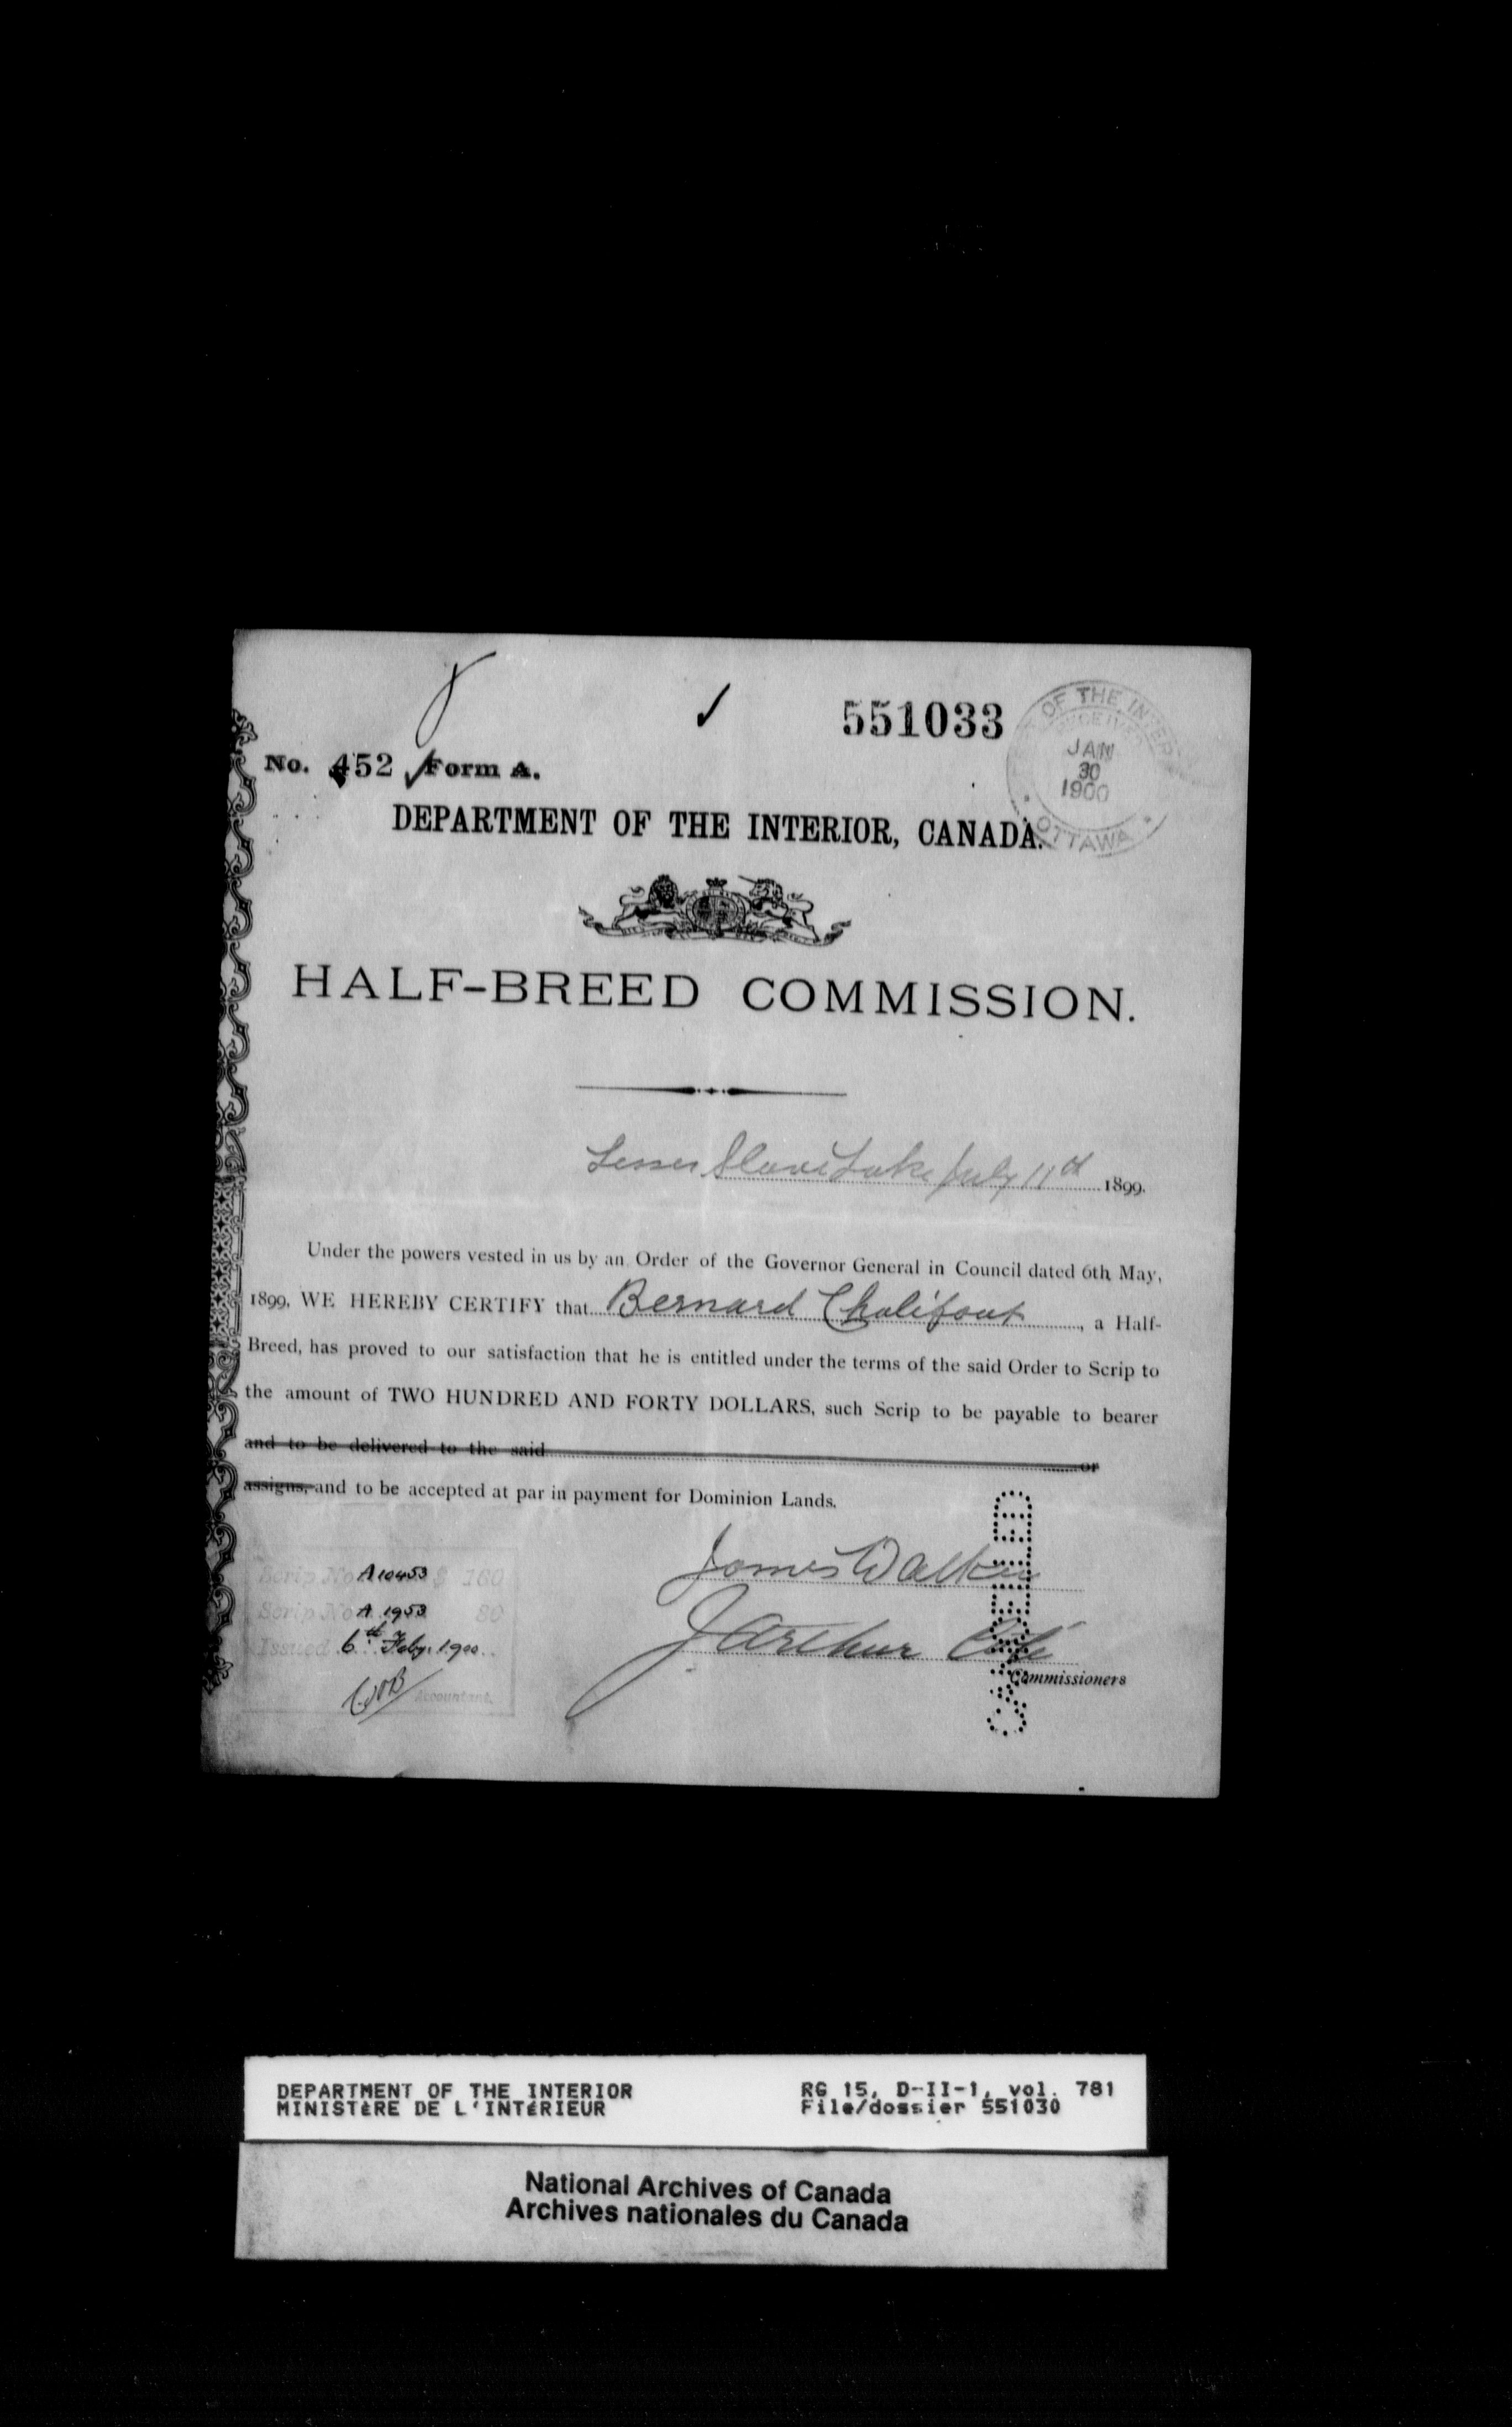 551033
OF THE INTER
JAN
30
1900
OTTAWA
No. 452 Form A.
DEPARTMENT OF THE INTERIOR, CANADA.
HALF-BREED COMMISSION.
Lesser Slave Lake July 11th 1899.
Under the powers vested in us by an Order of the Governor General in Council dated 6th May,
1899, WE HEREBY CERTIFY that Bernard Chalifout, a Half-
Breed, has proved to our satisfaction that he is entitled under the terms of the said Order to Scrip to
the amount of TWO HUNDRED AND FORTY DOLLARS, such Scrip to be payable to bearer
and to be delivered to the said or
assigns, and to be accepted at par in payment for Dominion Lands.
James Walker
J Arthur Coté
Commissioners
CANCELLED
Scrip No. A 10453 $ 160
Scrip No. A 1953 80
Issued 6th Feby. 1900
Accountant.
DEPARTMENT OF THE INTERIOR
MINISTÈRE DE L'INTÉRIEUR
RG 15, D-II-1, vol. 781
File/dossier 551030
National Archives of Canada
Archives nationales du Canada